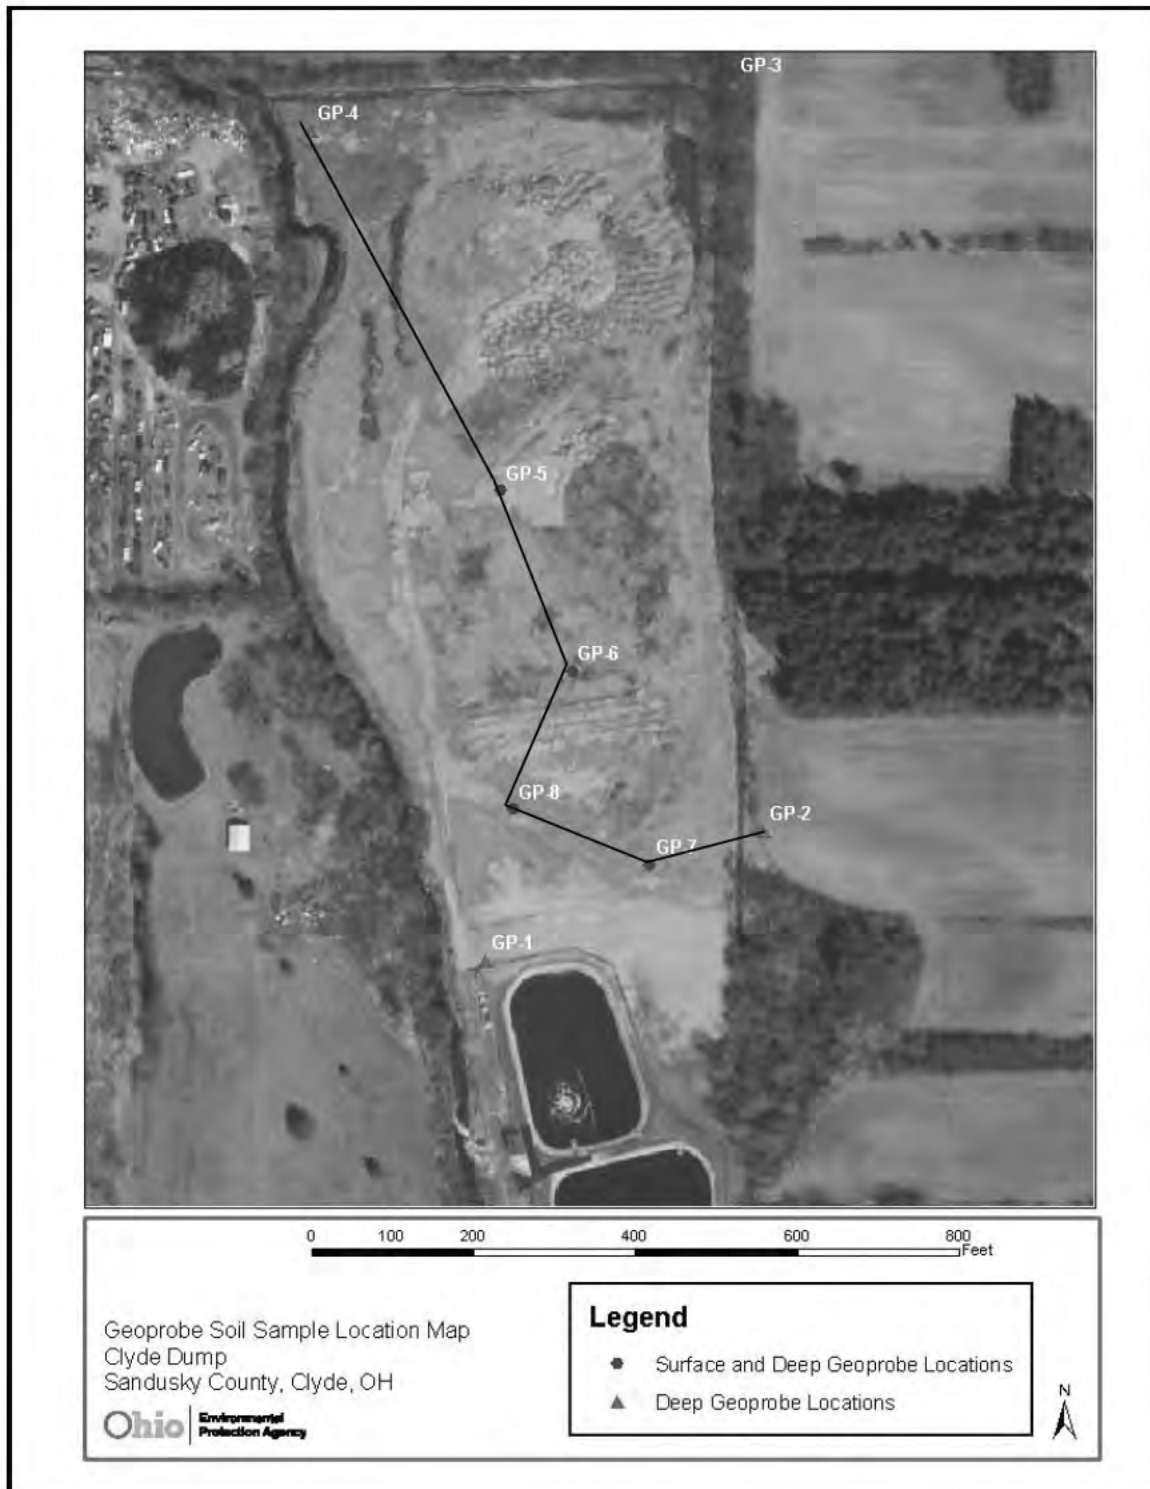 GP-3
GP-4
GP-5
GP-6
GP-8
GP-2
GP-7
GP-1
0 100 200 400 600 800
Feet
Geoprobe Soil Sample Location Map
Clyde Dump
Sandusky County, Clyde, OH
Ohio
Environmental
Protection Agency
Legend
Surface and Deep Geoprobe Locations
Deep Geoprobe Locations
N